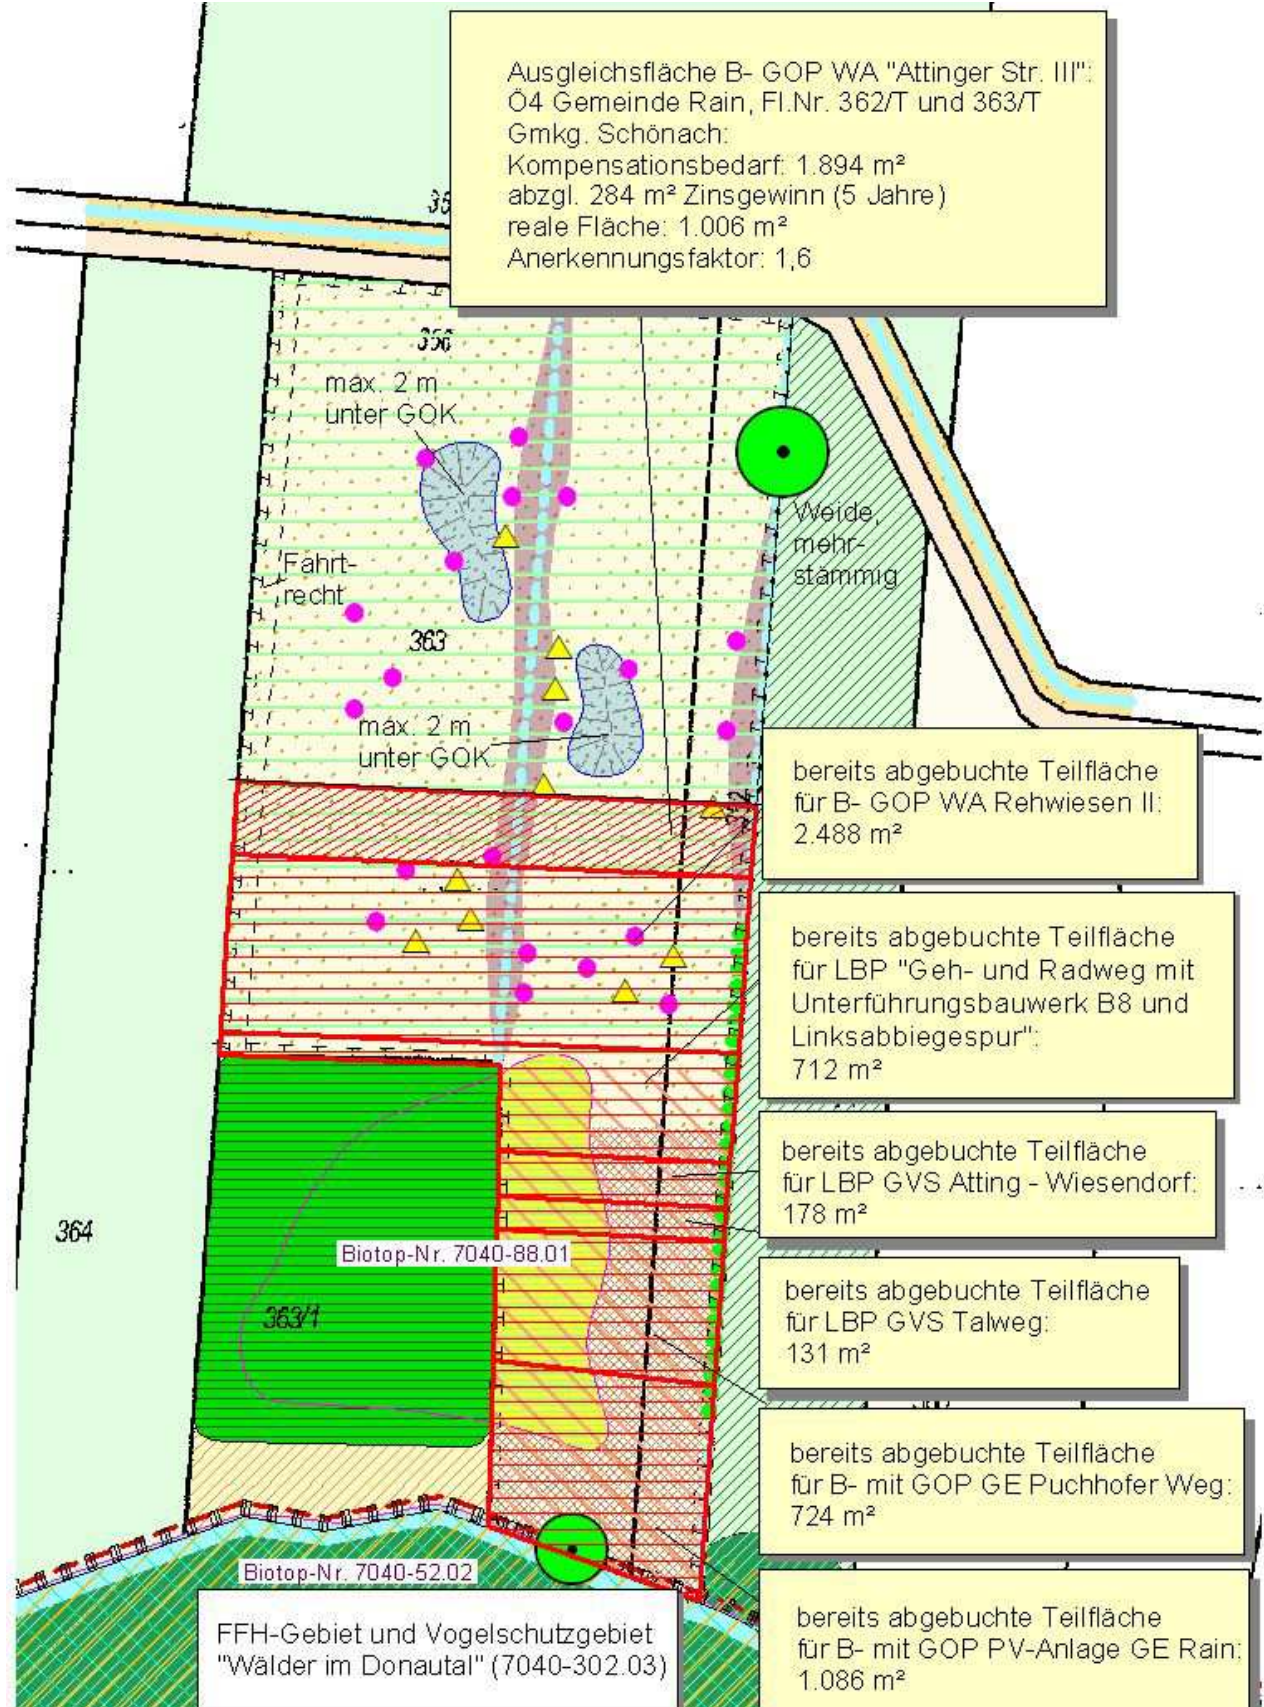 Ausgleichsfläche B- GOP WA "Attinger Str. III":
Ö4 Gemeinde Rain, Fl.Nr. 362/T und 363/T
Gmkg. Schönach:
Kompensationsbedarf: 1.894 m²
abzgl. 284 m² Zinsgewinn (5 Jahre)
reale Fläche: 1.006 m²
Anerkennungsfaktor: 1,6
max. 2 m
unter GOK
Weide,
mehr-
stämmig
Fahrt-
recht
363
max. 2 m
unter GOK
bereits abgebuchte Teilfläche
für B- GOP WA Rehwiesen II:
2.488 m²
bereits abgebuchte Teilfläche
für LBP "Geh- und Radweg mit
Unterführungsbauwerk B8 und
Linksabbiegespur":
712 m²
bereits abgebuchte Teilfläche
für LBP GVS Atting - Wiesendorf:
178 m²
364
Biotop-Nr. 7040-88.01
363/1
bereits abgebuchte Teilfläche
für LBP GVS Talweg:
131 m²
bereits abgebuchte Teilfläche
für B- mit GOP GE Puchhofer Weg:
724 m²
Biotop-Nr. 7040-52.02
FFH-Gebiet und Vogelschutzgebiet
"Wälder im Donautal" (7040-302.03)
bereits abgebuchte Teilfläche
für B- mit GOP PV-Anlage GE Rain:
1.086 m²